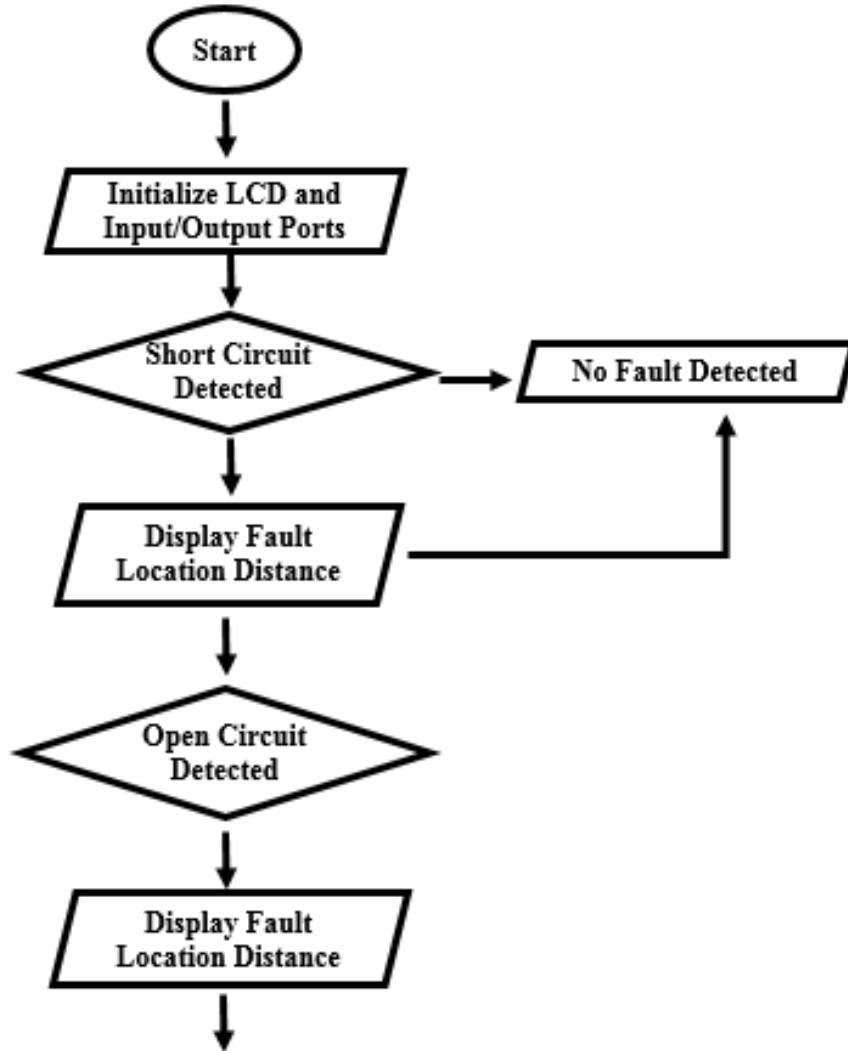 Start
Initialize LCD and
Input/Output Ports
Short Circuit
Detected
No Fault Detected
Display Fault
Location Distance
Open Circuit
Detected
Display Fault
Location Distance